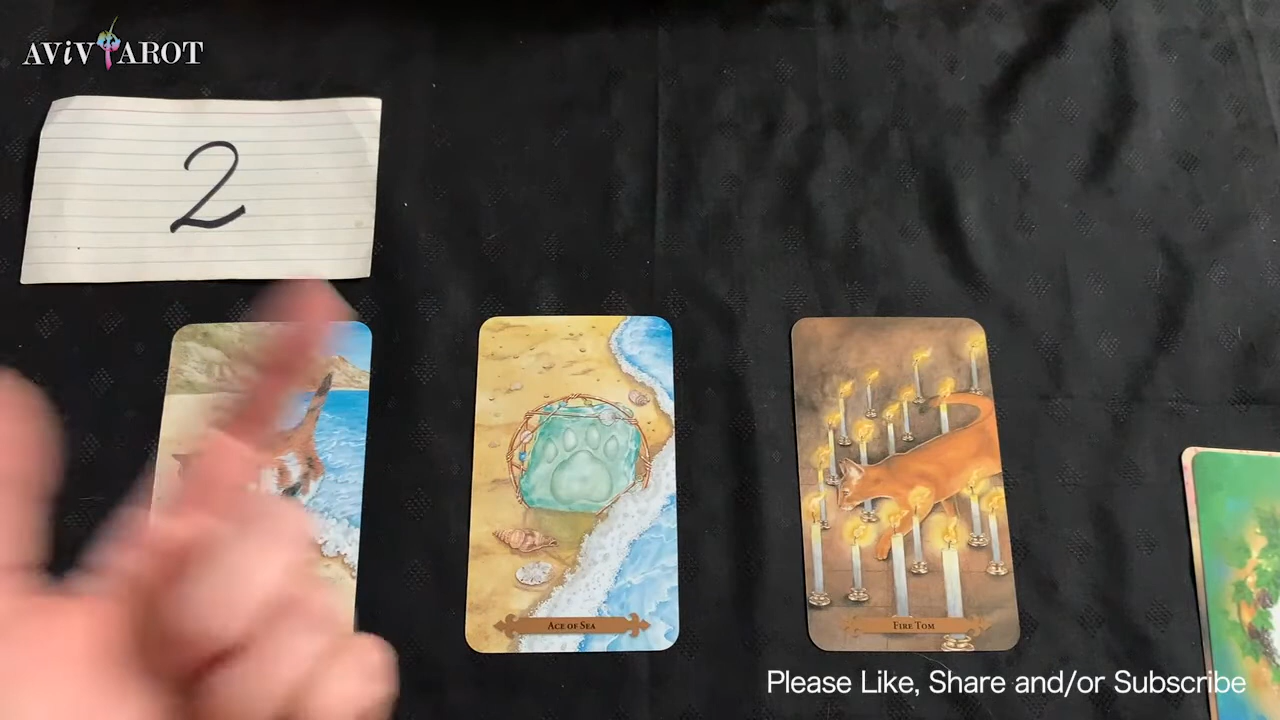 AViVTAROT
2
ACE OF SEA
FIRE TOM
Please Like, Share and/or Subscribe